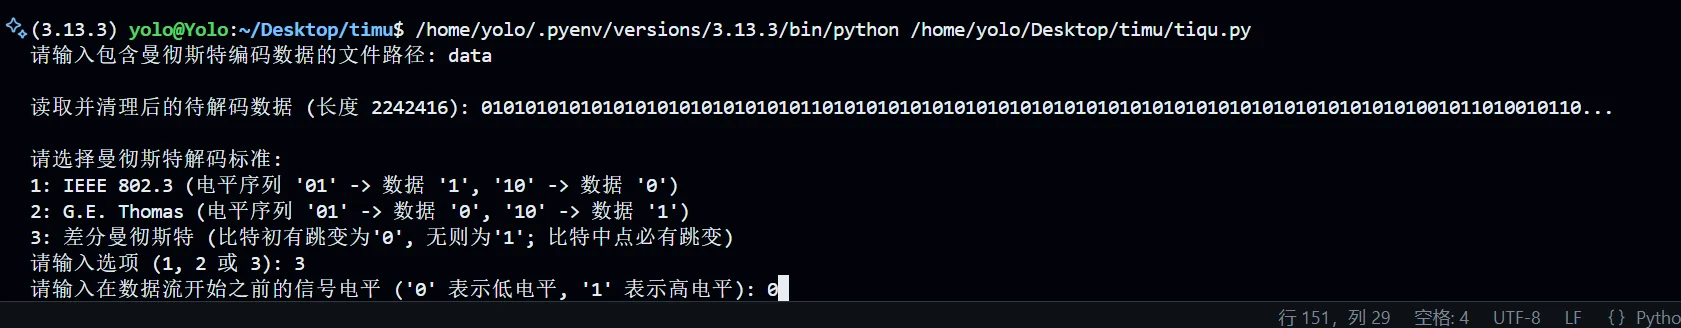 (3.13.3) yolo@Yolo:~/Desktop/timu$ /home/yolo/.pyenv/versions/3.13.3/bin/python /home/yolo/Desktop/timu/tiqu.py
请输入包含曼彻斯特编码数据的文件路径: data
读取并清理后的待解码数据 (长度 2242416): 0101010101010101010101010101011010101010101010101010101010101010101010101010101010101001011010010110...
请选择曼彻斯特解码标准:
1: IEEE 802.3 (电平序列 '01' -> 数据 '1', '10' -> 数据 '0')
2: G.E. Thomas (电平序列 '01' -> 数据 '0', '10' -> 数据 '1')
3: 差分曼彻斯特 (比特初有跳变为'0', 无则为'1'; 比特中点必有跳变)
请输入选项 (1, 2 或 3): 3
请输入在数据流开始之前的信号电平 ('0' 表示低电平, '1' 表示高电平): 0
行 151, 列 29 空格: 4 UTF-8 LF {} Pytho